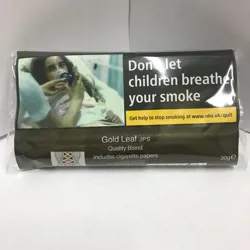 Don't let
children breathe
your smoke
Get help to stop smoking at www.nhs.uk/quit
Gold Leaf JPS
Quality Blend
includes cigarette papers
30g